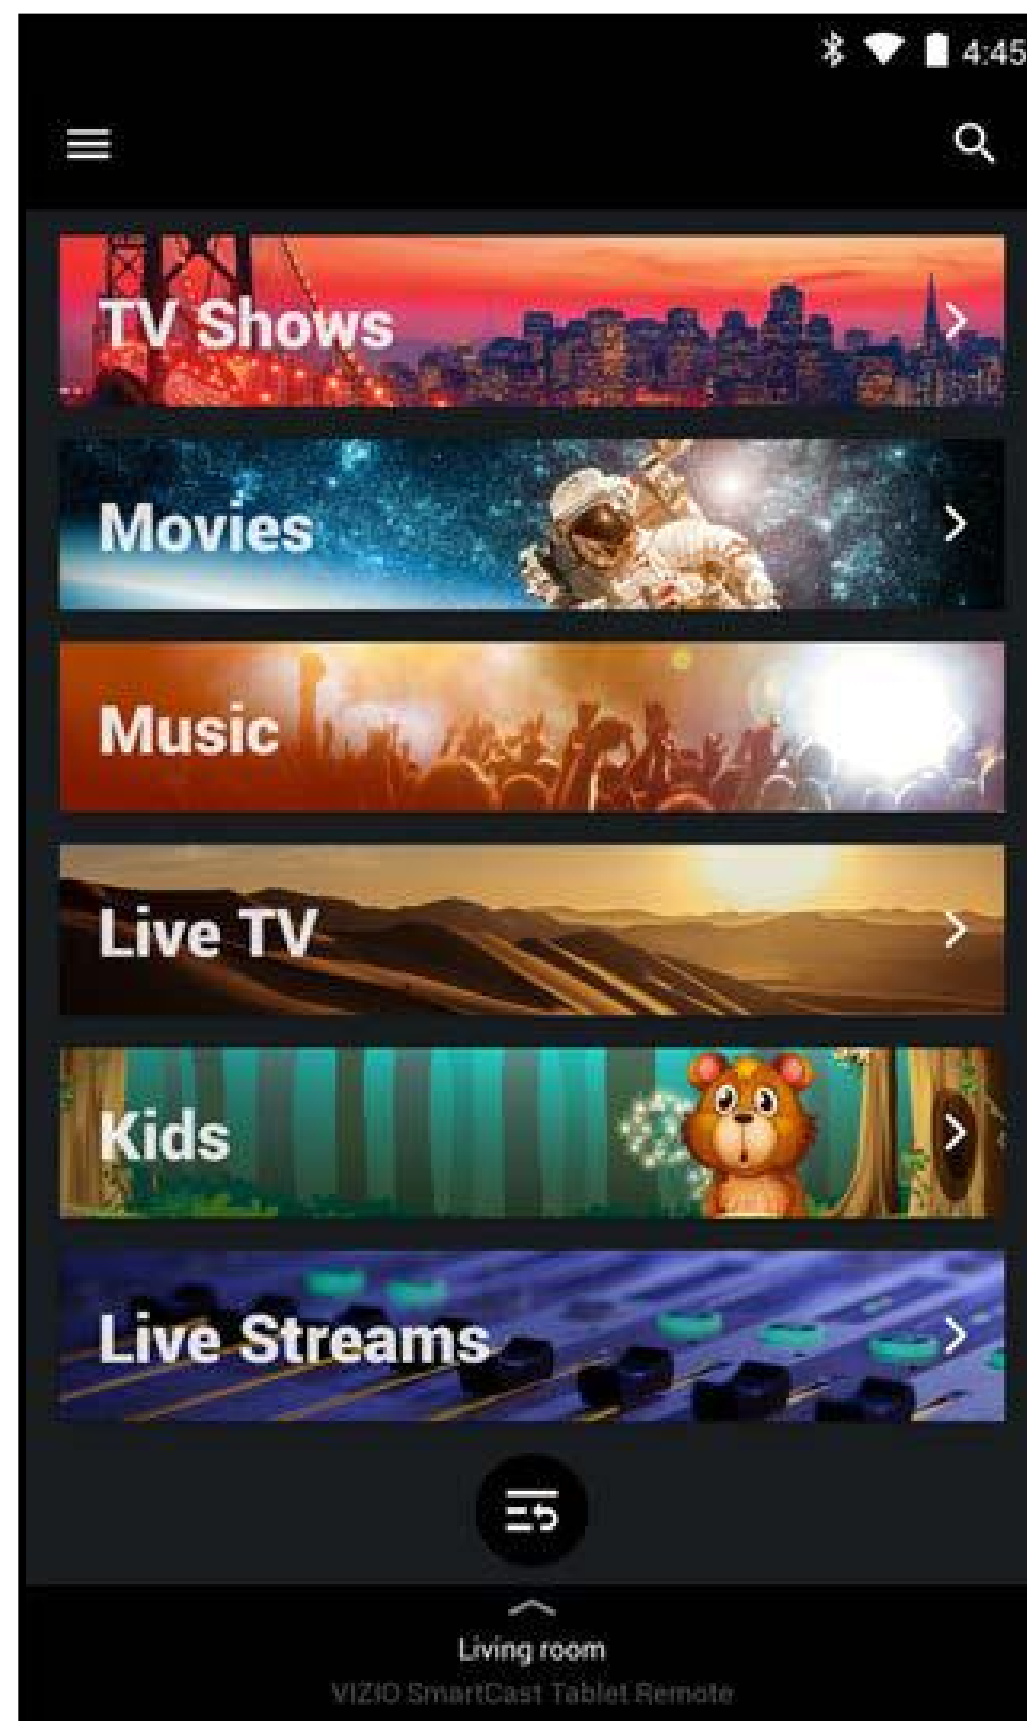 4:45
TV Shows
Movies
Music
Live TV
Kids
Live Streams
Living room
VIZIO SmartCast Tablet Remote